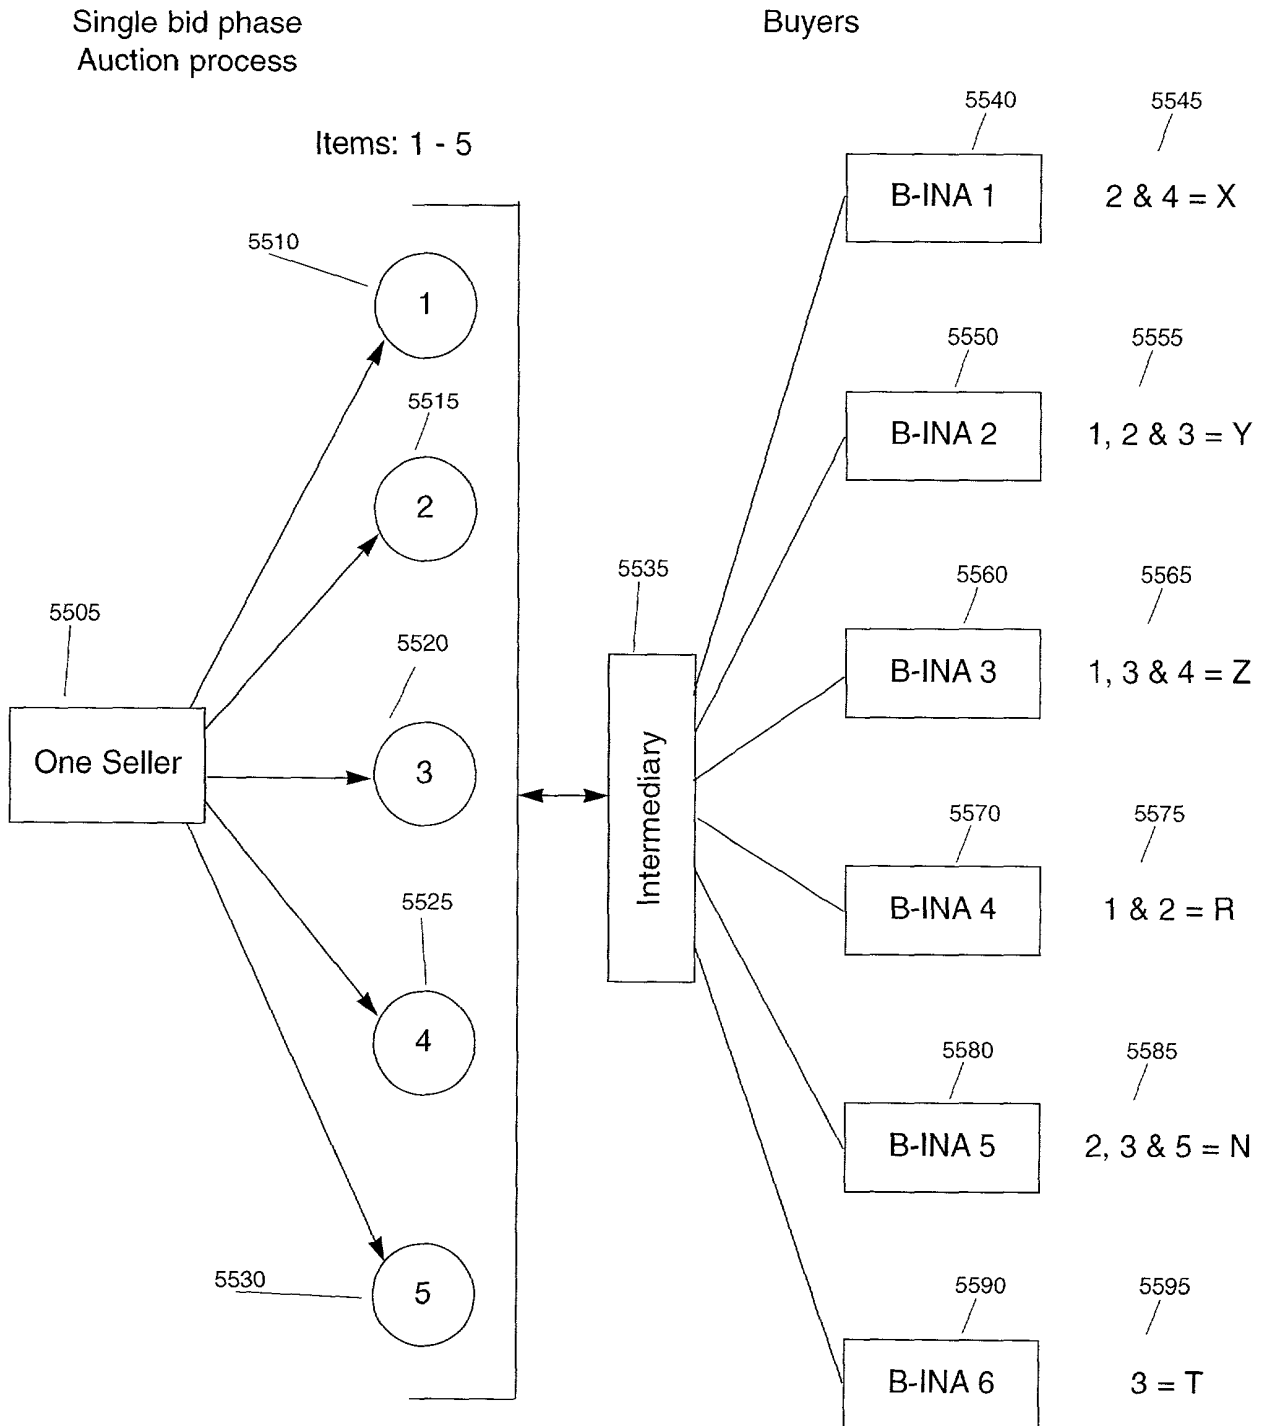 Single bid phase
Auction process
Buyers
Items: 1 - 5
5505
One Seller
5510
1
5515
2
5520
3
5525
4
5530
5
5535
Intermediary
5540
5545
B-INA 1
2 & 4 = X
5550
5555
B-INA 2
1, 2 & 3 = Y
5560
5565
B-INA 3
1, 3 & 4 = Z
5570
5575
B-INA 4
1 & 2 = R
5580
5585
B-INA 5
2, 3 & 5 = N
5590
5595
B-INA 6
3 = T